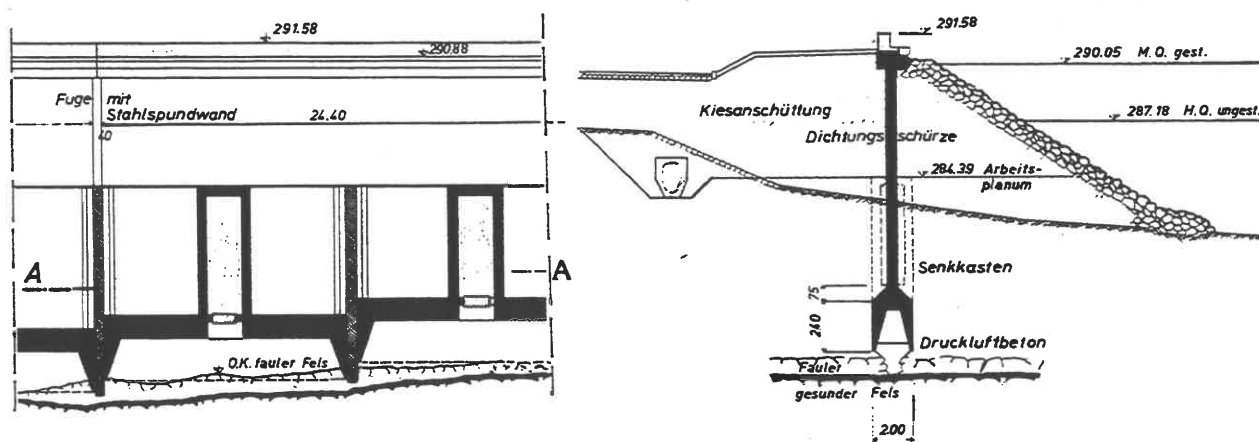 291.58
290.88
Fuge mit
Stahlspundwand
24.40
40
A
A
O.K. fauler Fels
291.58
290.05 M.Q. gest.
Kiesanschüttung
287.18 H.Q. ungest.
Dichtungsschürze
284.39 Arbeits-
planum
Senkkasten
75
240
Druckluftbeton
Fauler
gesunder Fels
2.00